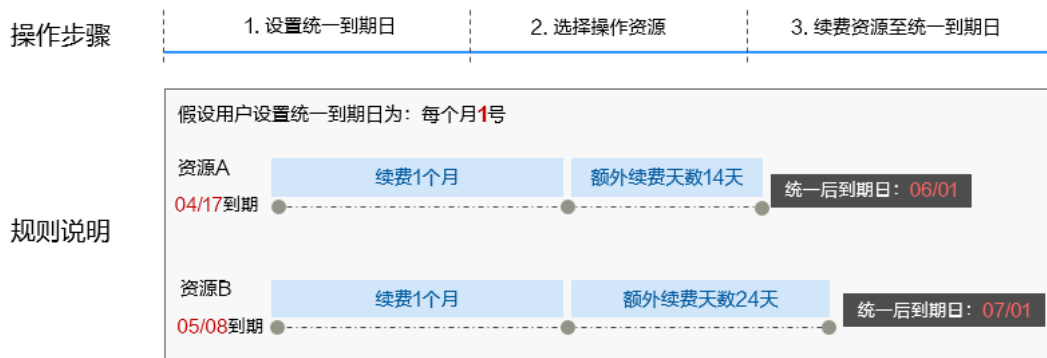 操作步骤
1. 设置统一到期日
2. 选择操作资源
3. 续费资源至统一到期日
规则说明
假设用户设置统一到期日为：每个月1号
资源A
04/17到期
续费1个月
额外续费天数14天
统一后到期日：06/01
资源B
05/08到期
续费1个月
额外续费天数24天
统一后到期日：07/01